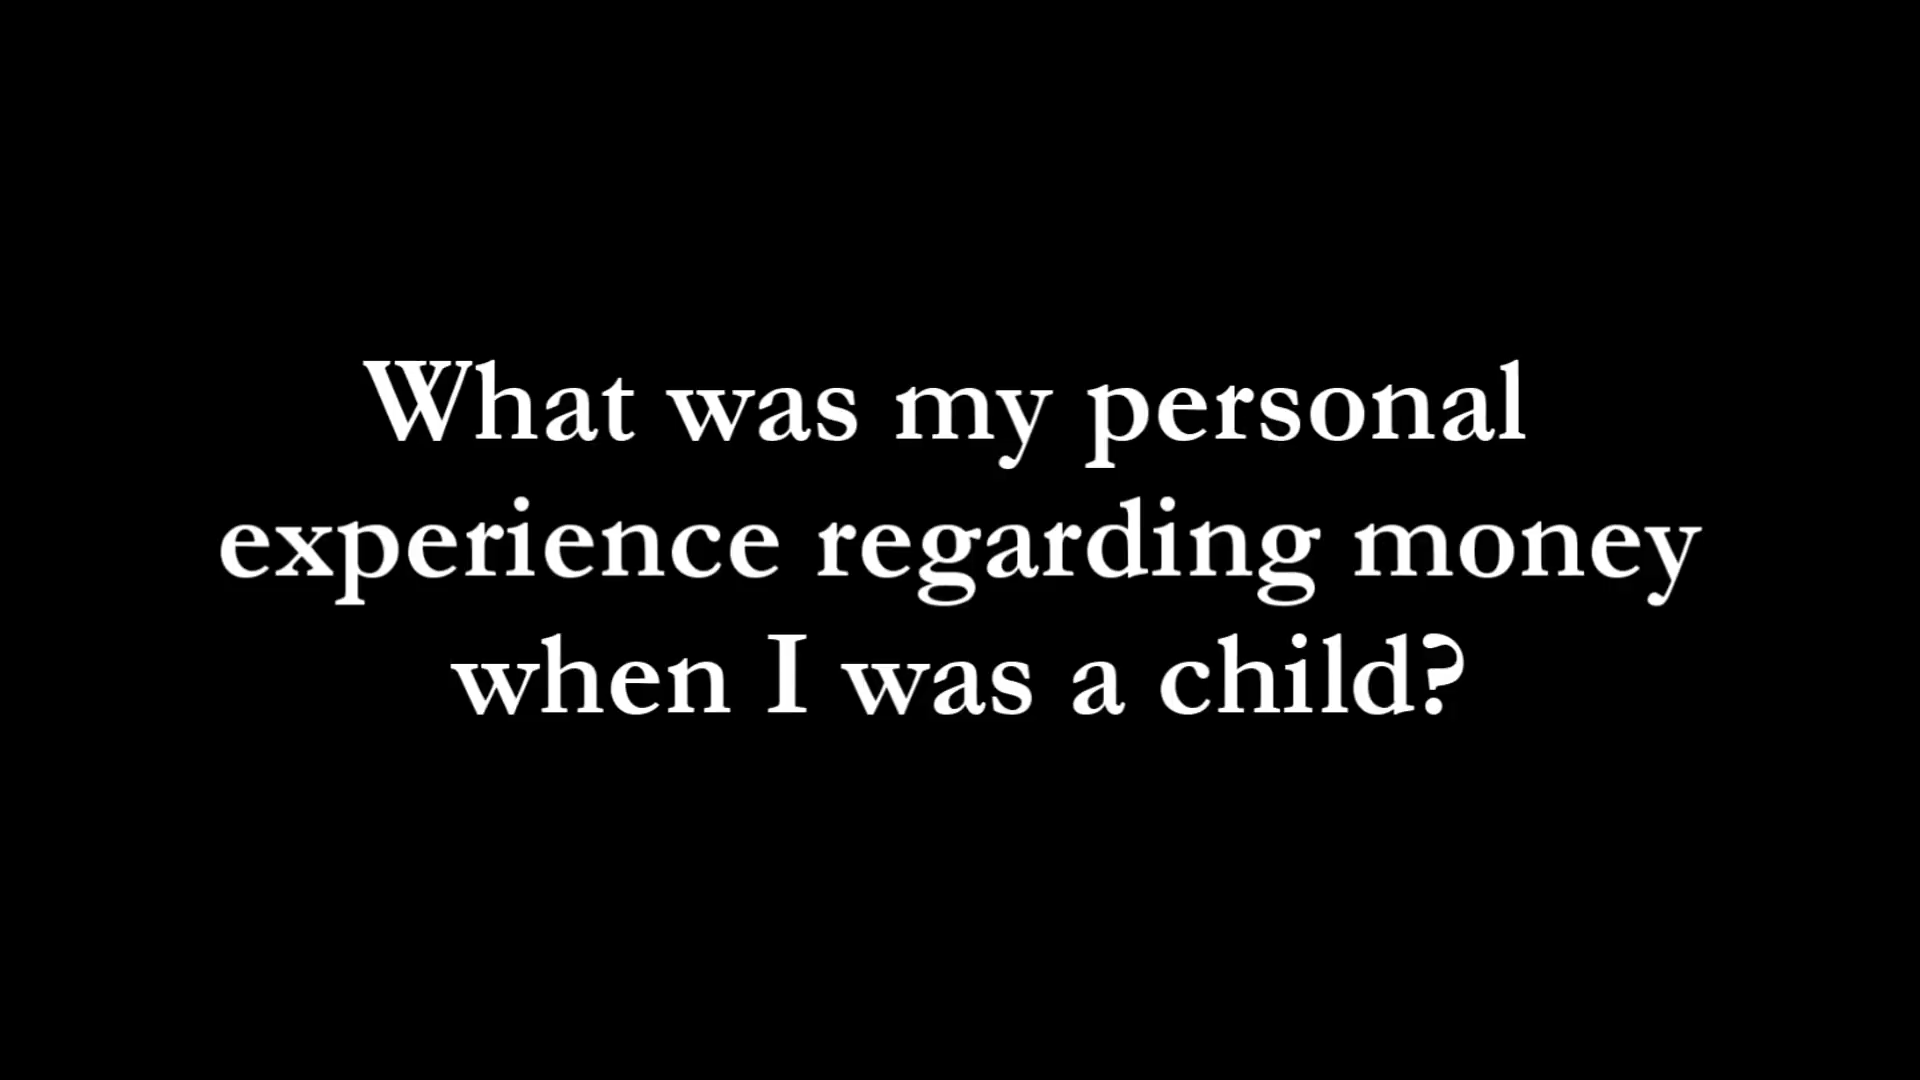 What was my personal
experience regarding money
when I was a child?